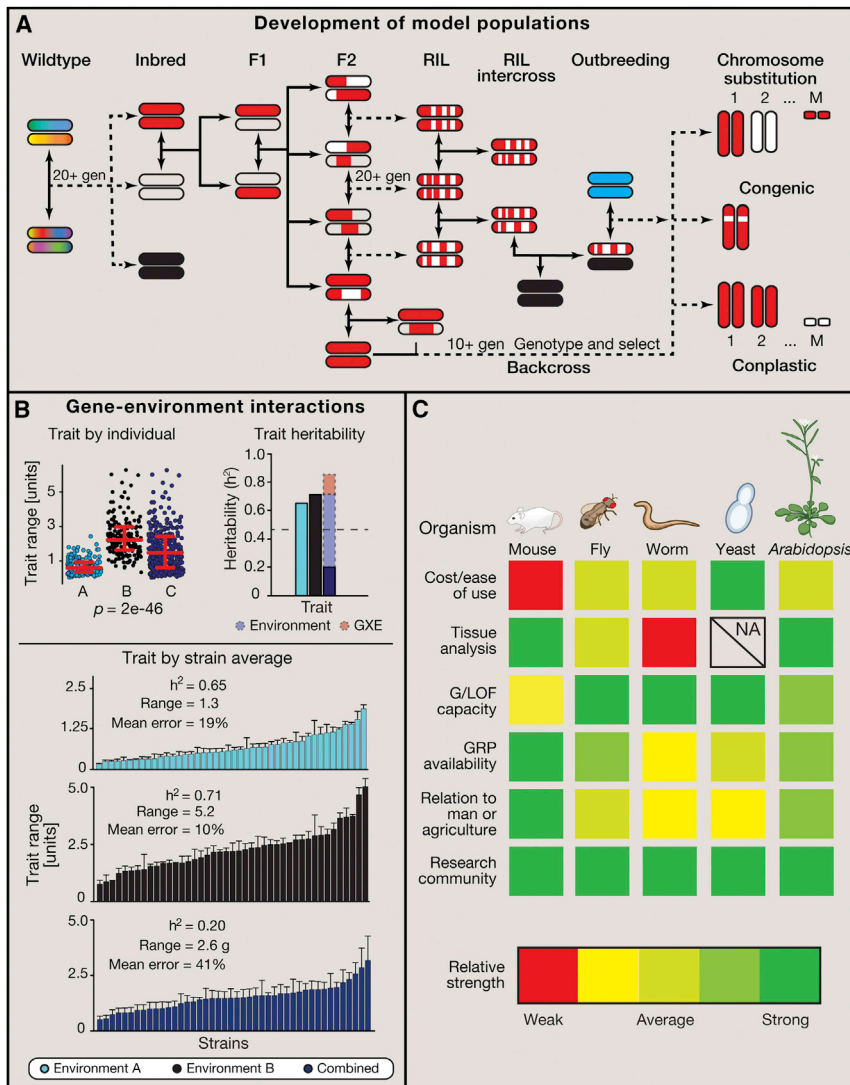 A
Development of model populations
Wildtype
Inbred
F1
F2
RIL
RIL
intercross
Outbreeding
Chromosome
substitution
1 2 ... M
20+ gen
20+ gen
Congenic
10+ gen Genotype and select
Backcross
1 2 ... M
Conplastic
B
Gene-environment interactions
Trait by individual
Trait range [units]
5
3
1
A B C
p = 2e-46
Trait heritability
Heritability (h²)
1.0
0.8
0.6
0.4
0.2
0
Trait
Environment
GXE
Trait by strain average
2.5
1.25
0
h² = 0.65
Range = 1.3
Mean error = 19%
Trait range
[units]
5.0
2.5
0
h² = 0.71
Range = 5.2
Mean error = 10%
5.0
2.5
0
h² = 0.20
Range = 2.6 g
Mean error = 41%
Strains
Environment A
Environment B
Combined
C
Organism
Mouse
Fly
Worm
Yeast
Arabidopsis
Cost/ease
of use
Tissue
analysis
NA
G/LOF
capacity
GRP
availability
Relation to
man or
agriculture
Research
community
Relative
strength
Weak
Average
Strong